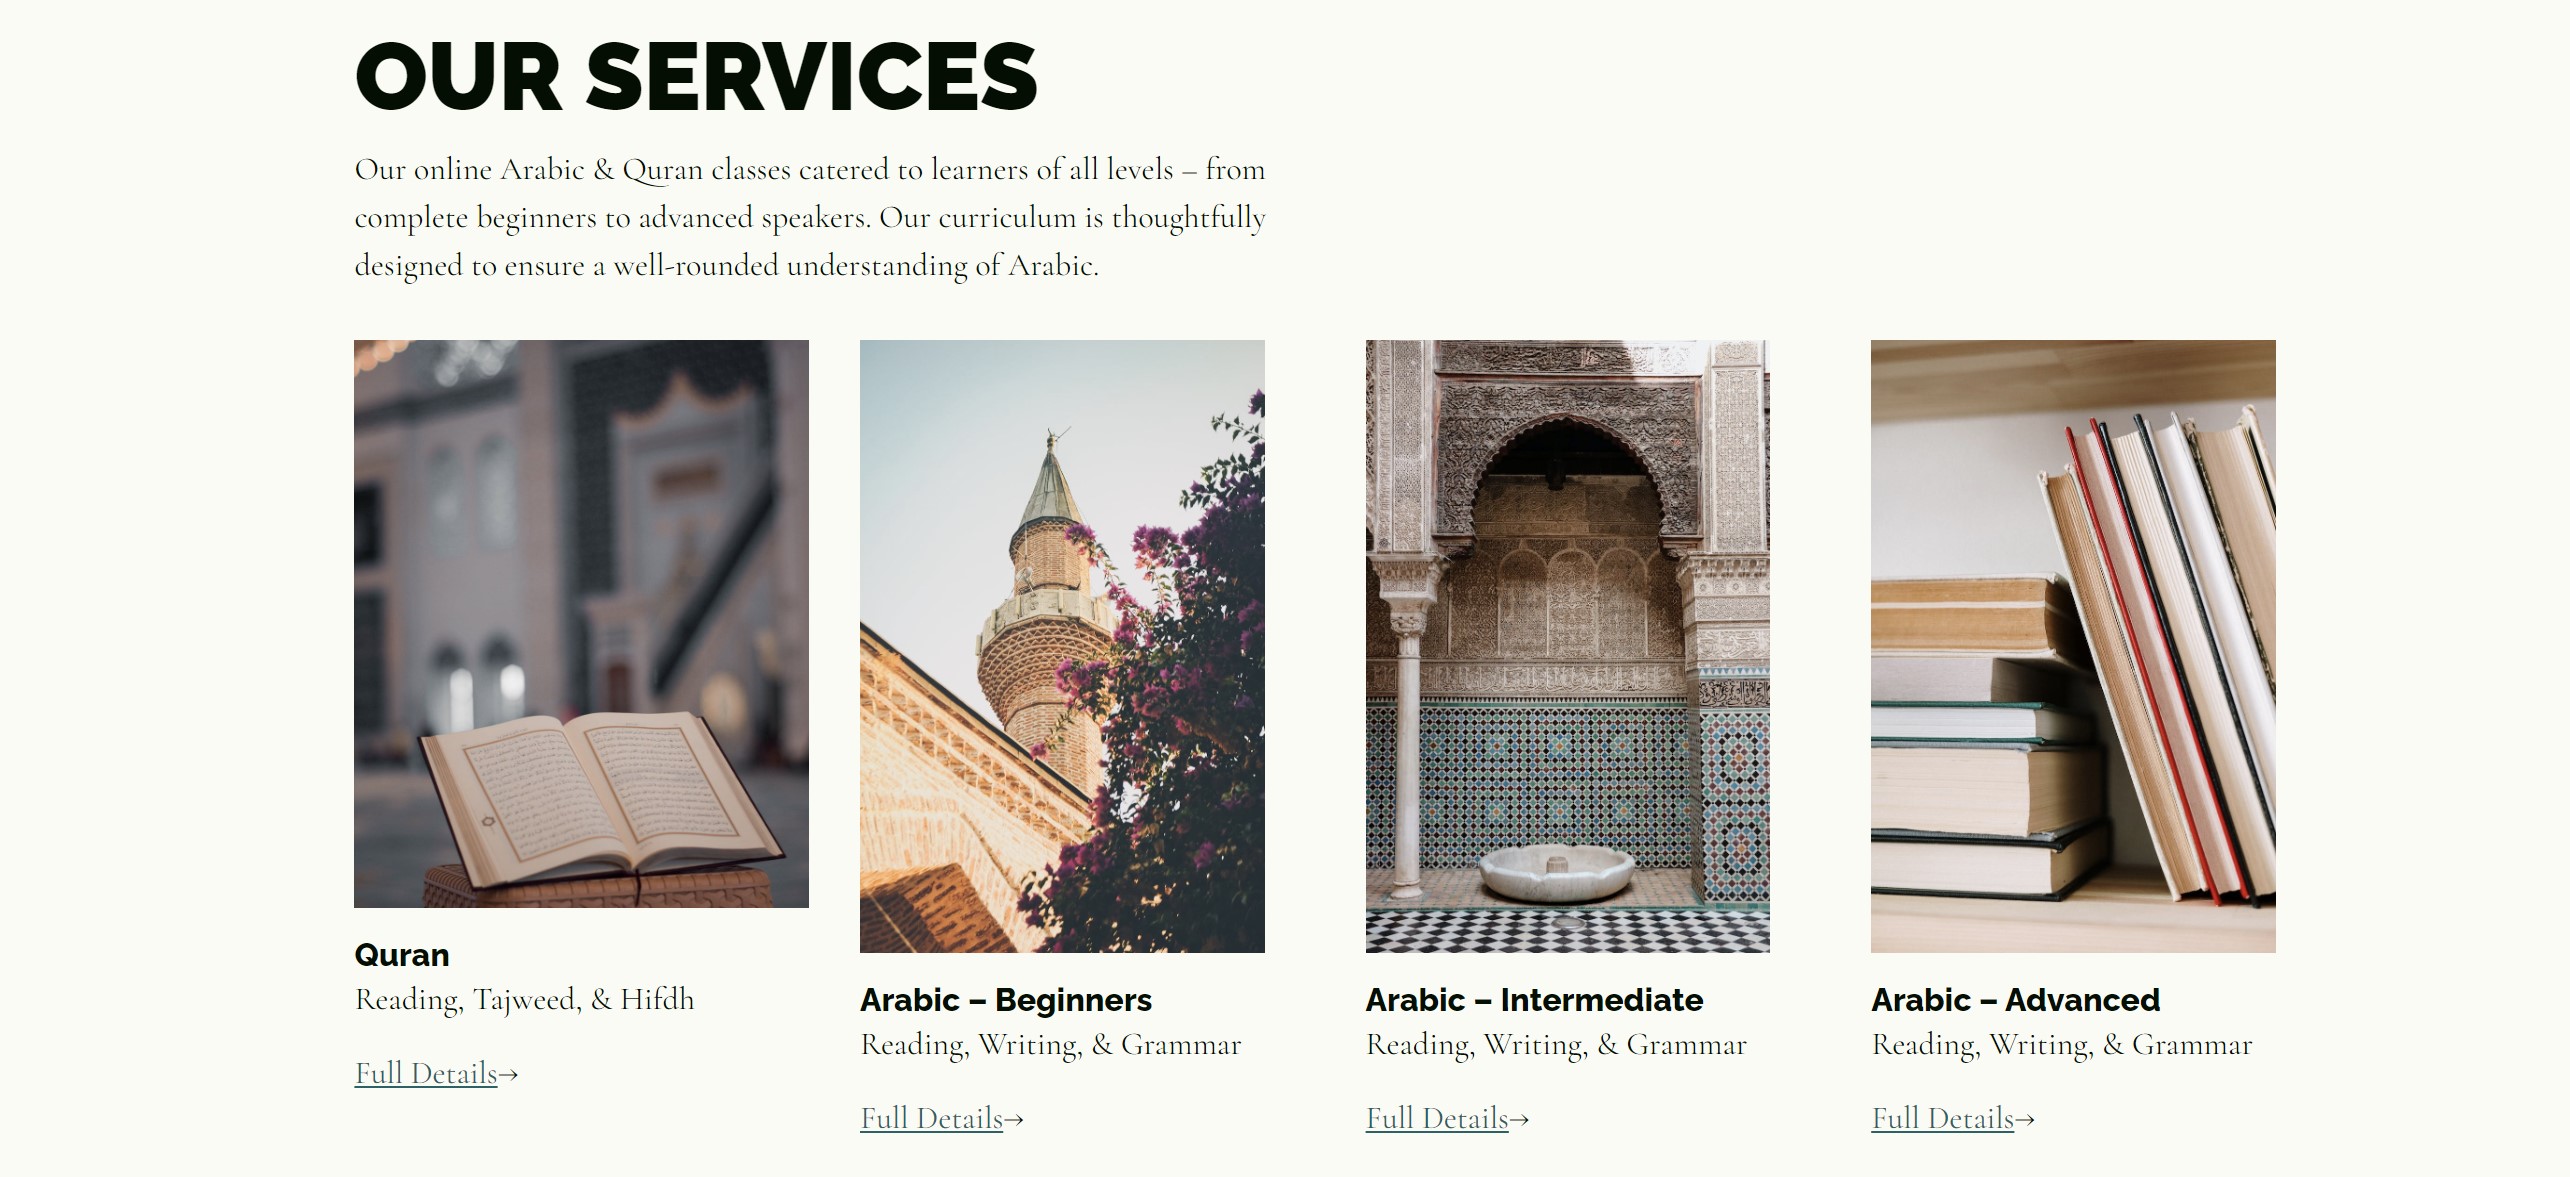 OUR SERVICES
Our online Arabic & Quran classes catered to learners of all levels – from
complete beginners to advanced speakers. Our curriculum is thoughtfully
designed to ensure a well-rounded understanding of Arabic.
Quran
Reading, Tajweed, & Hifdh
Full Details→
Arabic – Beginners
Reading, Writing, & Grammar
Full Details→
Arabic – Intermediate
Reading, Writing, & Grammar
Full Details→
Arabic – Advanced
Reading, Writing, & Grammar
Full Details→